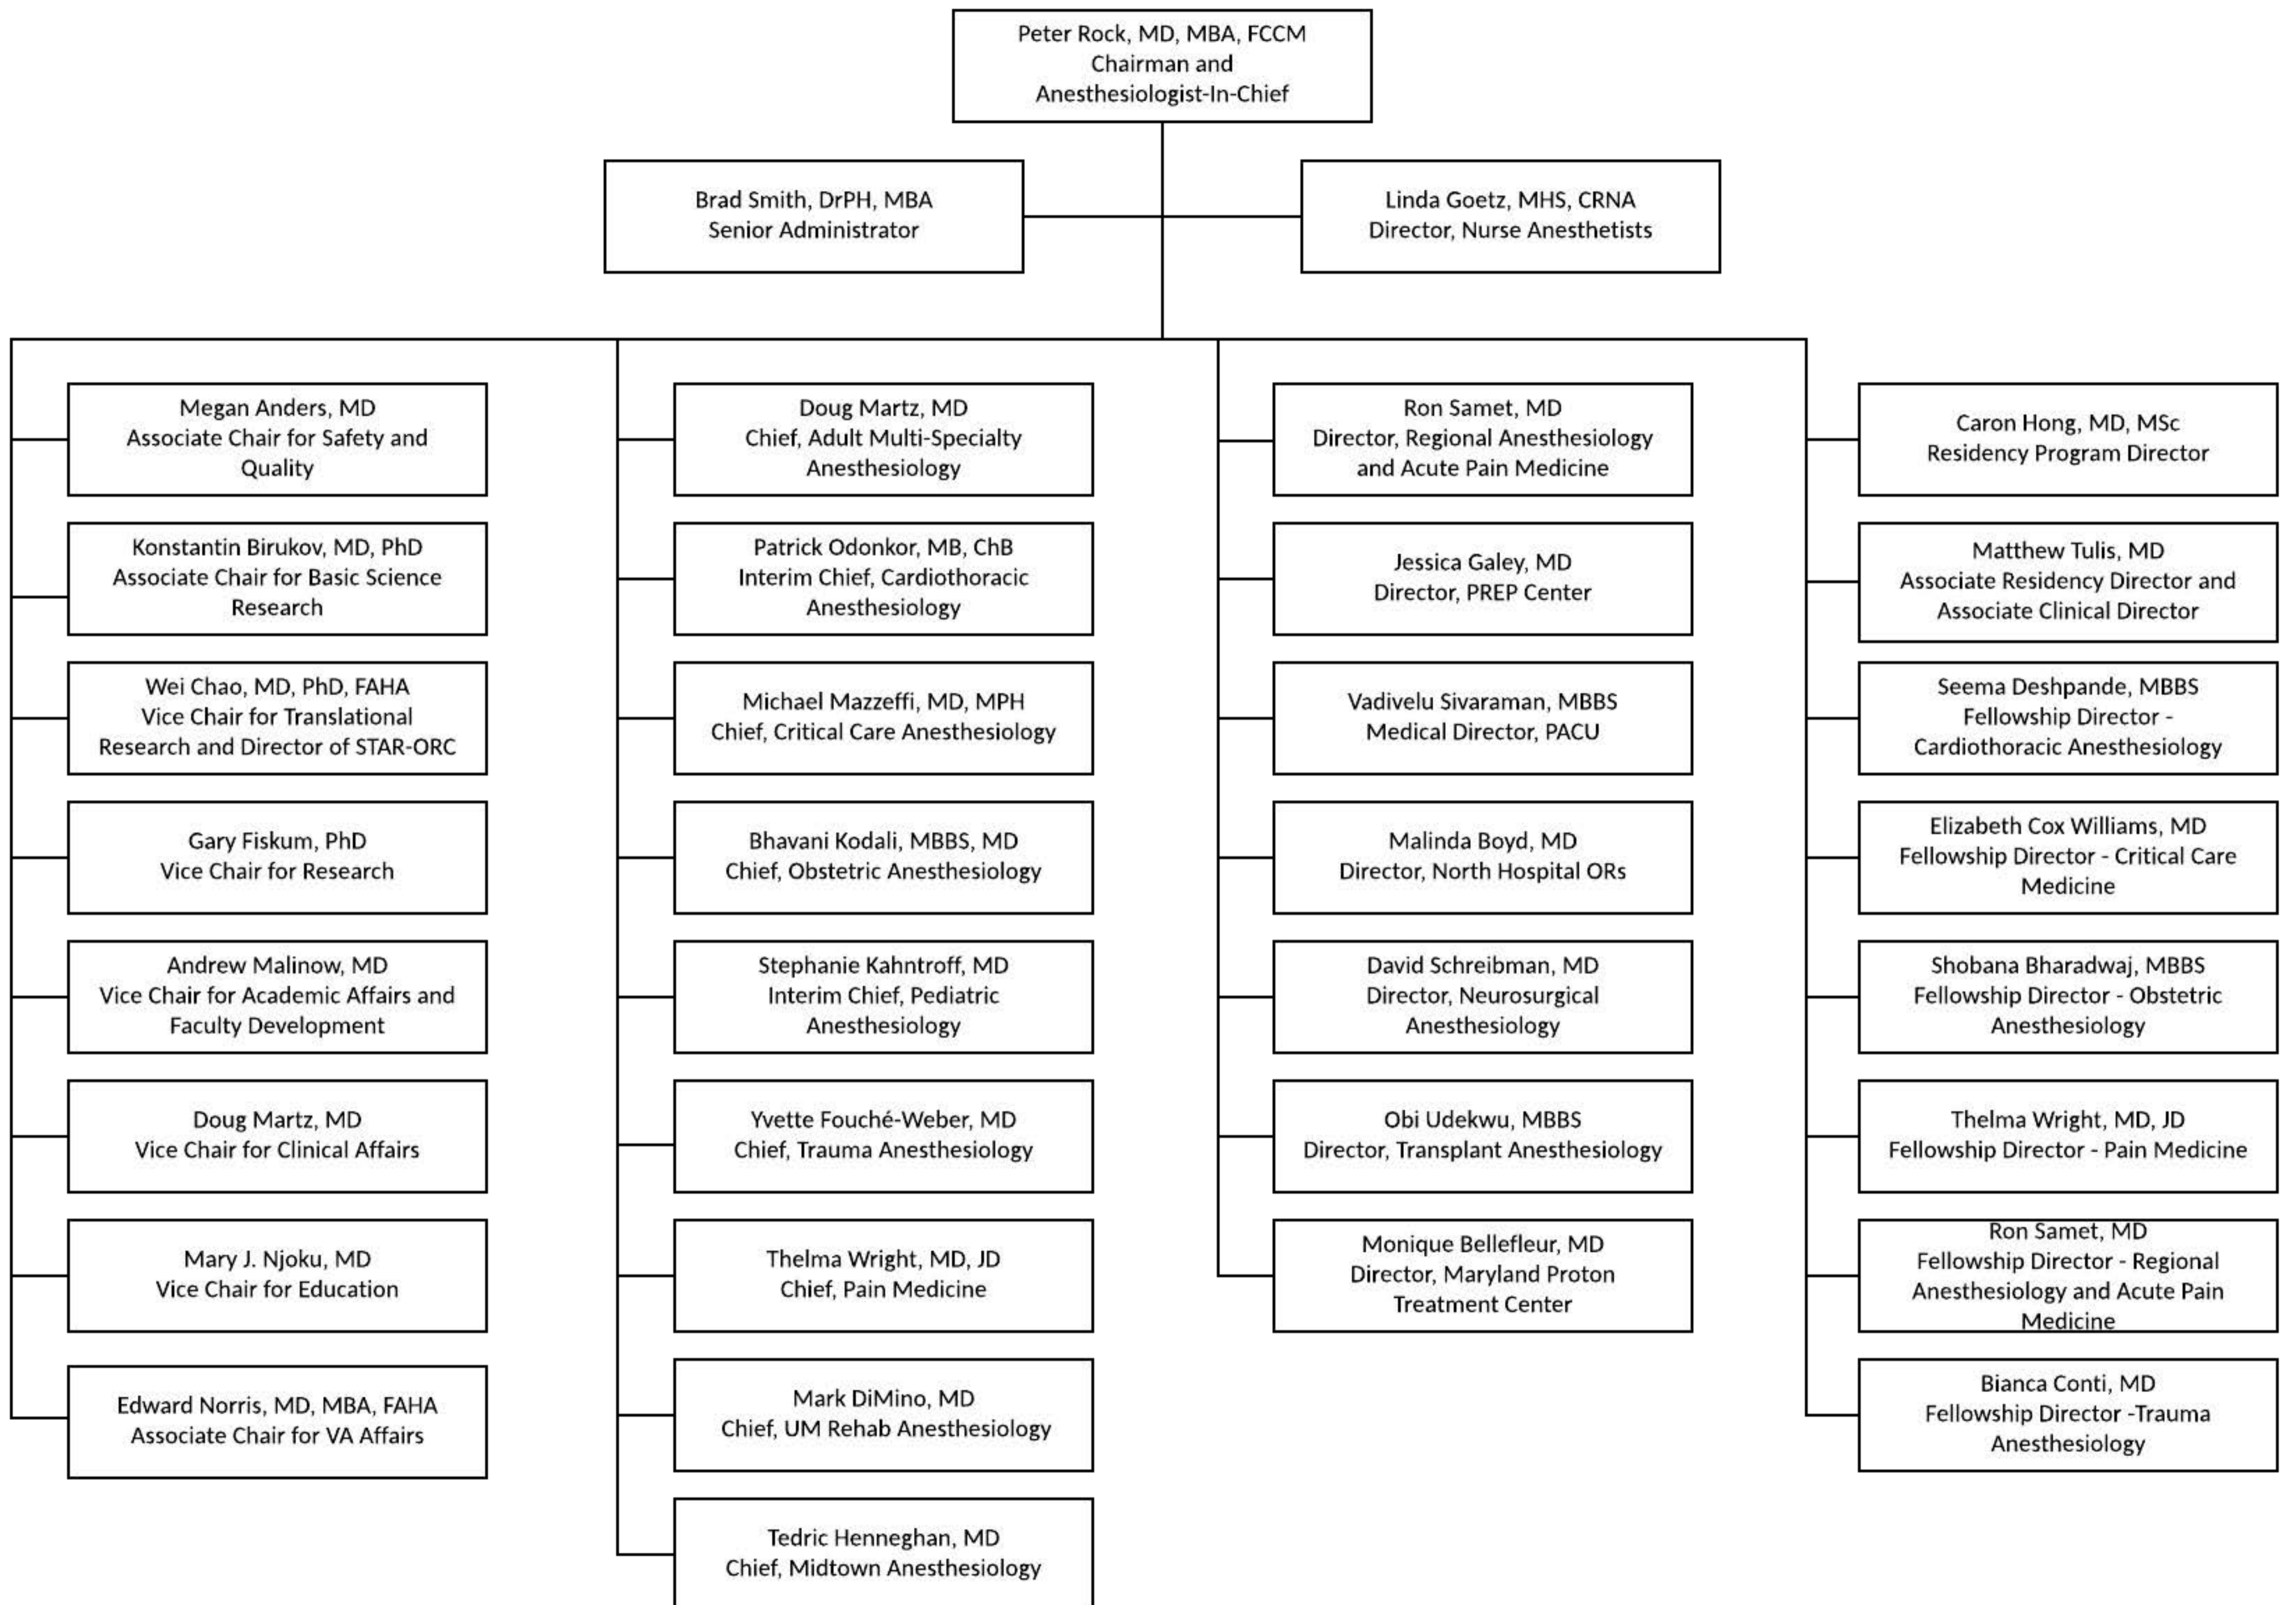 Peter Rock, MD, MBA, FCCM
Chairman and
Anesthesiologist-In-Chief
Brad Smith, DrPH, MBA
Senior Administrator
Linda Goetz, MHS, CRNA
Director, Nurse Anesthetists
Megan Anders, MD
Associate Chair for Safety and
Quality
Konstantin Birukov, MD, PhD
Associate Chair for Basic Science
Research
Wei Chao, MD, PhD, FAHA
Vice Chair for Translational
Research and Director of STAR-ORC
Gary Fiskum, PhD
Vice Chair for Research
Andrew Malinow, MD
Vice Chair for Academic Affairs and
Faculty Development
Doug Martz, MD
Vice Chair for Clinical Affairs
Mary J. Njoku, MD
Vice Chair for Education
Edward Norris, MD, MBA, FAHA
Associate Chair for VA Affairs
Doug Martz, MD
Chief, Adult Multi-Specialty
Anesthesiology
Patrick Odonkor, MB, ChB
Interim Chief, Cardiothoracic
Anesthesiology
Michael Mazzeffi, MD, MPH
Chief, Critical Care Anesthesiology
Bhavani Kodali, MBBS, MD
Chief, Obstetric Anesthesiology
Stephanie Kahntroff, MD
Interim Chief, Pediatric
Anesthesiology
Yvette Fouché-Weber, MD
Chief, Trauma Anesthesiology
Thelma Wright, MD, JD
Chief, Pain Medicine
Mark DiMino, MD
Chief, UM Rehab Anesthesiology
Tedric Henneghan, MD
Chief, Midtown Anesthesiology
Ron Samet, MD
Director, Regional Anesthesiology
and Acute Pain Medicine
Jessica Galey, MD
Director, PREP Center
Vadivelu Sivaraman, MBBS
Medical Director, PACU
Malinda Boyd, MD
Director, North Hospital ORs
David Schreibman, MD
Director, Neurosurgical
Anesthesiology
Obi Udekwu, MBBS
Director, Transplant Anesthesiology
Monique Bellefleur, MD
Director, Maryland Proton
Treatment Center
Caron Hong, MD, MSc
Residency Program Director
Matthew Tulis, MD
Associate Residency Director and
Associate Clinical Director
Seema Deshpande, MBBS
Fellowship Director -
Cardiothoracic Anesthesiology
Elizabeth Cox Williams, MD
Fellowship Director - Critical Care
Medicine
Shobana Bharadwaj, MBBS
Fellowship Director - Obstetric
Anesthesiology
Thelma Wright, MD, JD
Fellowship Director - Pain Medicine
Ron Samet, MD
Fellowship Director - Regional
Anesthesiology and Acute Pain
Medicine
Bianca Conti, MD
Fellowship Director -Trauma
Anesthesiology